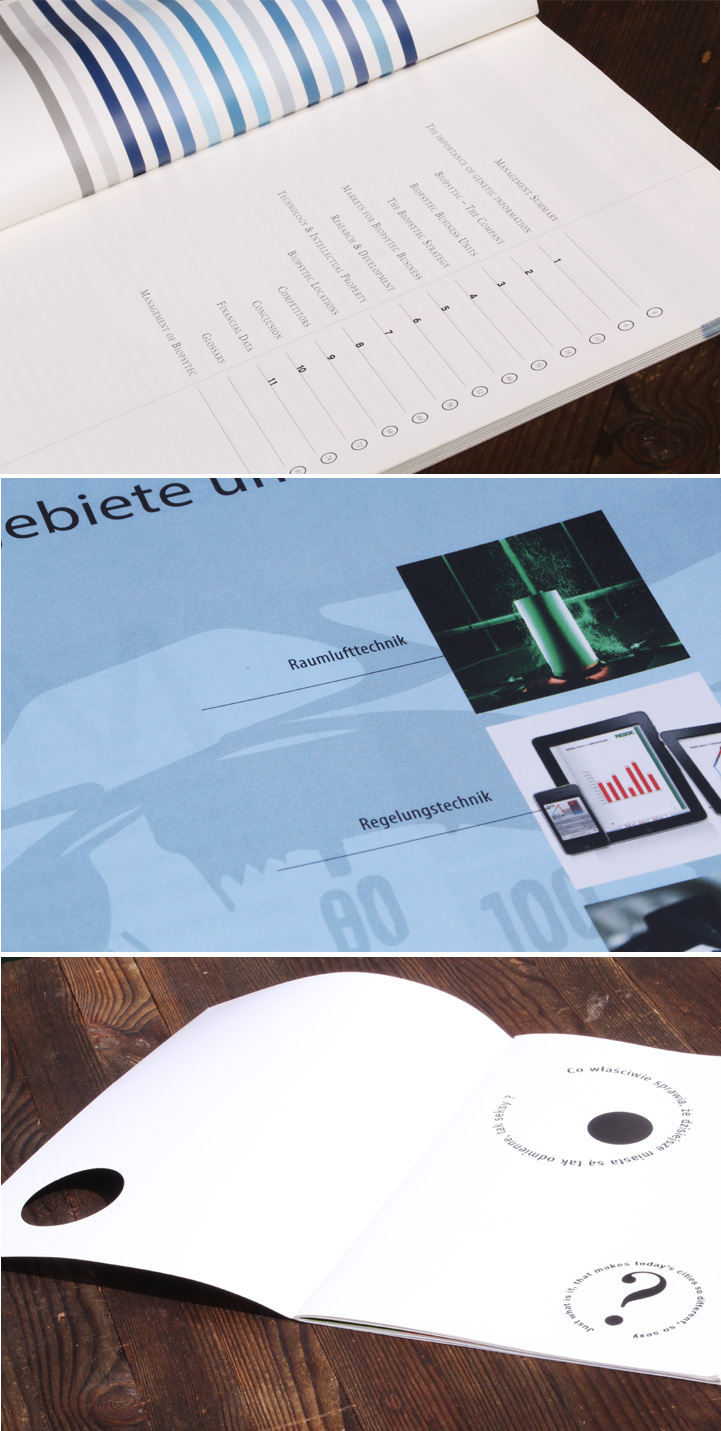 Management Summary
The importance of genetic information
Biopsytec – The Company
Biopsytec Business Units
The Biopsytec Strategy
Markets for Biopsytec Business
Research & Development
Technology & Intellectual Property
Biopsytec Locations
Competitors
Conclusion
Financial Data
Glossary
Management of Biopsytec
1
2
3
4
5
6
7
8
9
10
11
ebiete un
Raumlufttechnik
Regelungstechnik
80
100
Co właściwie sprawia, że dzisiejsze miasta są tak odmienne, tak seksy ?
Just what is it, that makes today's cities so different, so sexy
?